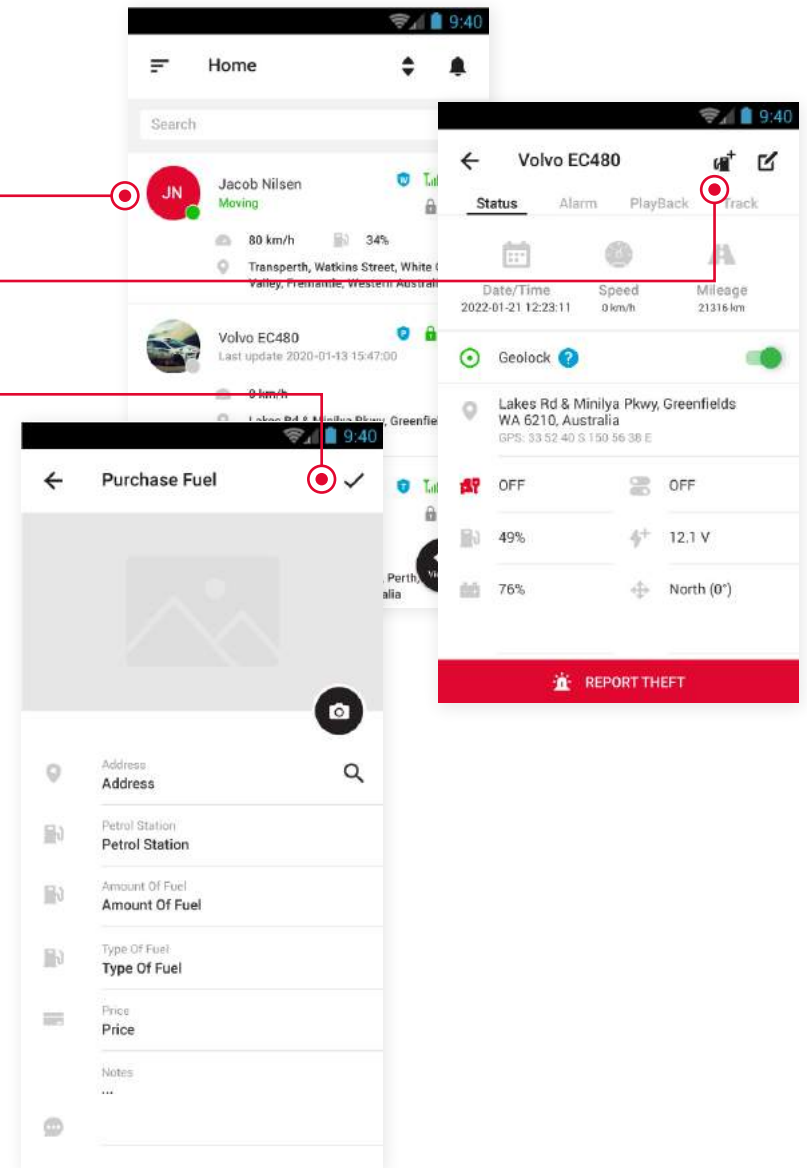 9:40
Home
Search
JN
Jacob Nilsen
Moving
80 km/h
34%
Transperth, Watkins Street, White
Valley, Fremantle, Western
Volvo EC480
Last update 2020-01-13 15:47:00
0 km/h
Lakes Rd & Minilya Pkwy,
Perth,
9:40
Volvo EC480
Status Alarm PlayBack Track
Date/Time Speed Mileage
2022-01-21 12:23:11 0 km/h 21316 km
Geolock ?
Lakes Rd & Minilya Pkwy, Greenfields
WA 6210, Australia
GPS: 33 52 40 S 150 56 38 E
OFF OFF
49% 12.1 V
76% North (0°)
REPORT THEFT
9:40
Purchase Fuel
Address
Address
Petrol Station
Petrol Station
Amount Of Fuel
Amount Of Fuel
Type Of Fuel
Type Of Fuel
Price
Price
Notes
...